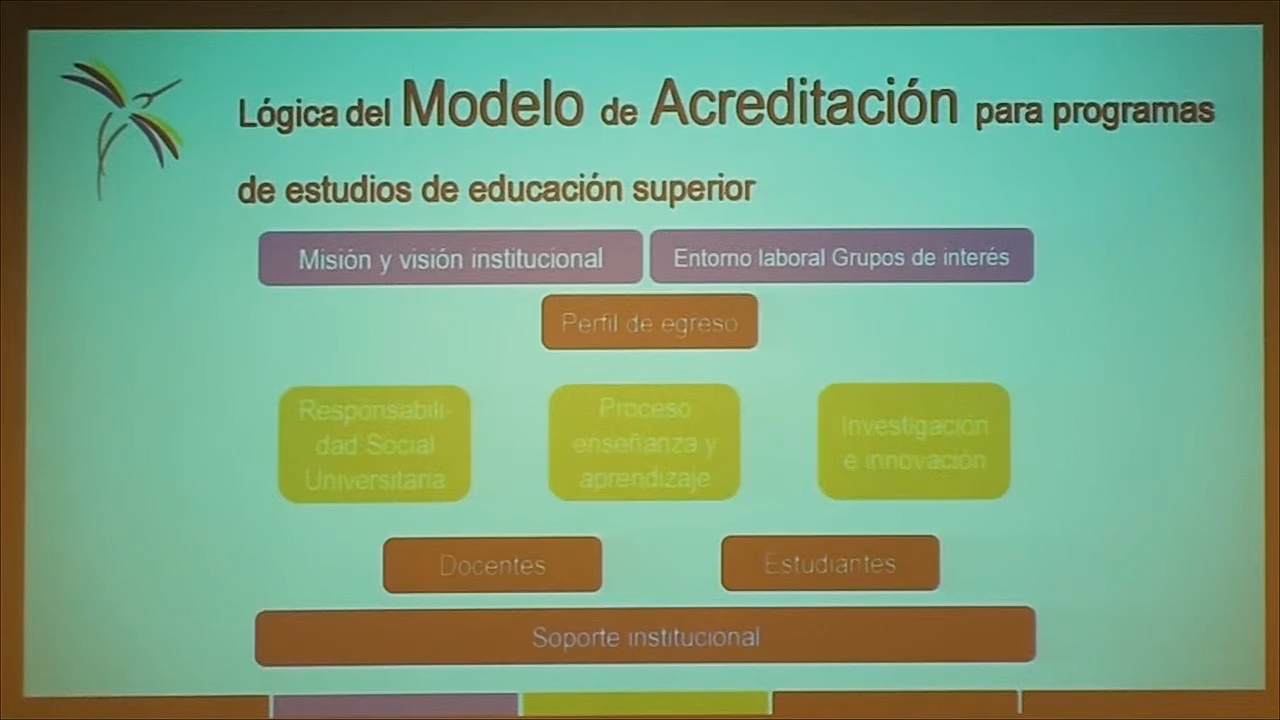 Lógica del Modelo de Acreditación para programas
de estudios de educación superior
Misión y visión institucional
Entorno laboral Grupos de interés
Perfil de egreso
Responsabili-
dad Social
Universitaria
Proceso
enseñanza y
aprendizaje
Investigación
e innovación
Docentes
Estudiantes
Soporte institucional